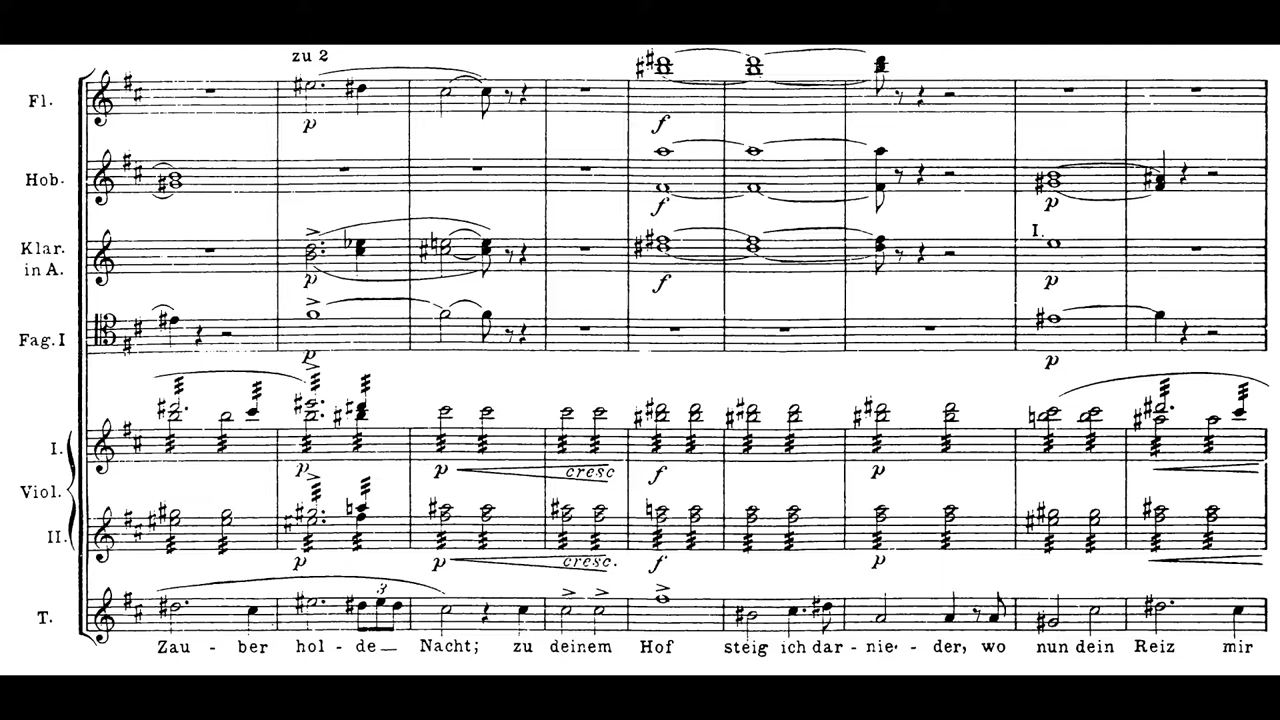 zu 2
Fl.
p
f
Hob.
f
p
Klar.
in A.
I.
p
f
p
Fag. I
p
p
I.
p
p
cresc
f
p
Viol.
II.
p
p
cresc.
f
p
3
T.
Zau - ber hol - de Nacht; zu deinem Hof steig ich dar - nie - der, wo nun dein Reiz mir